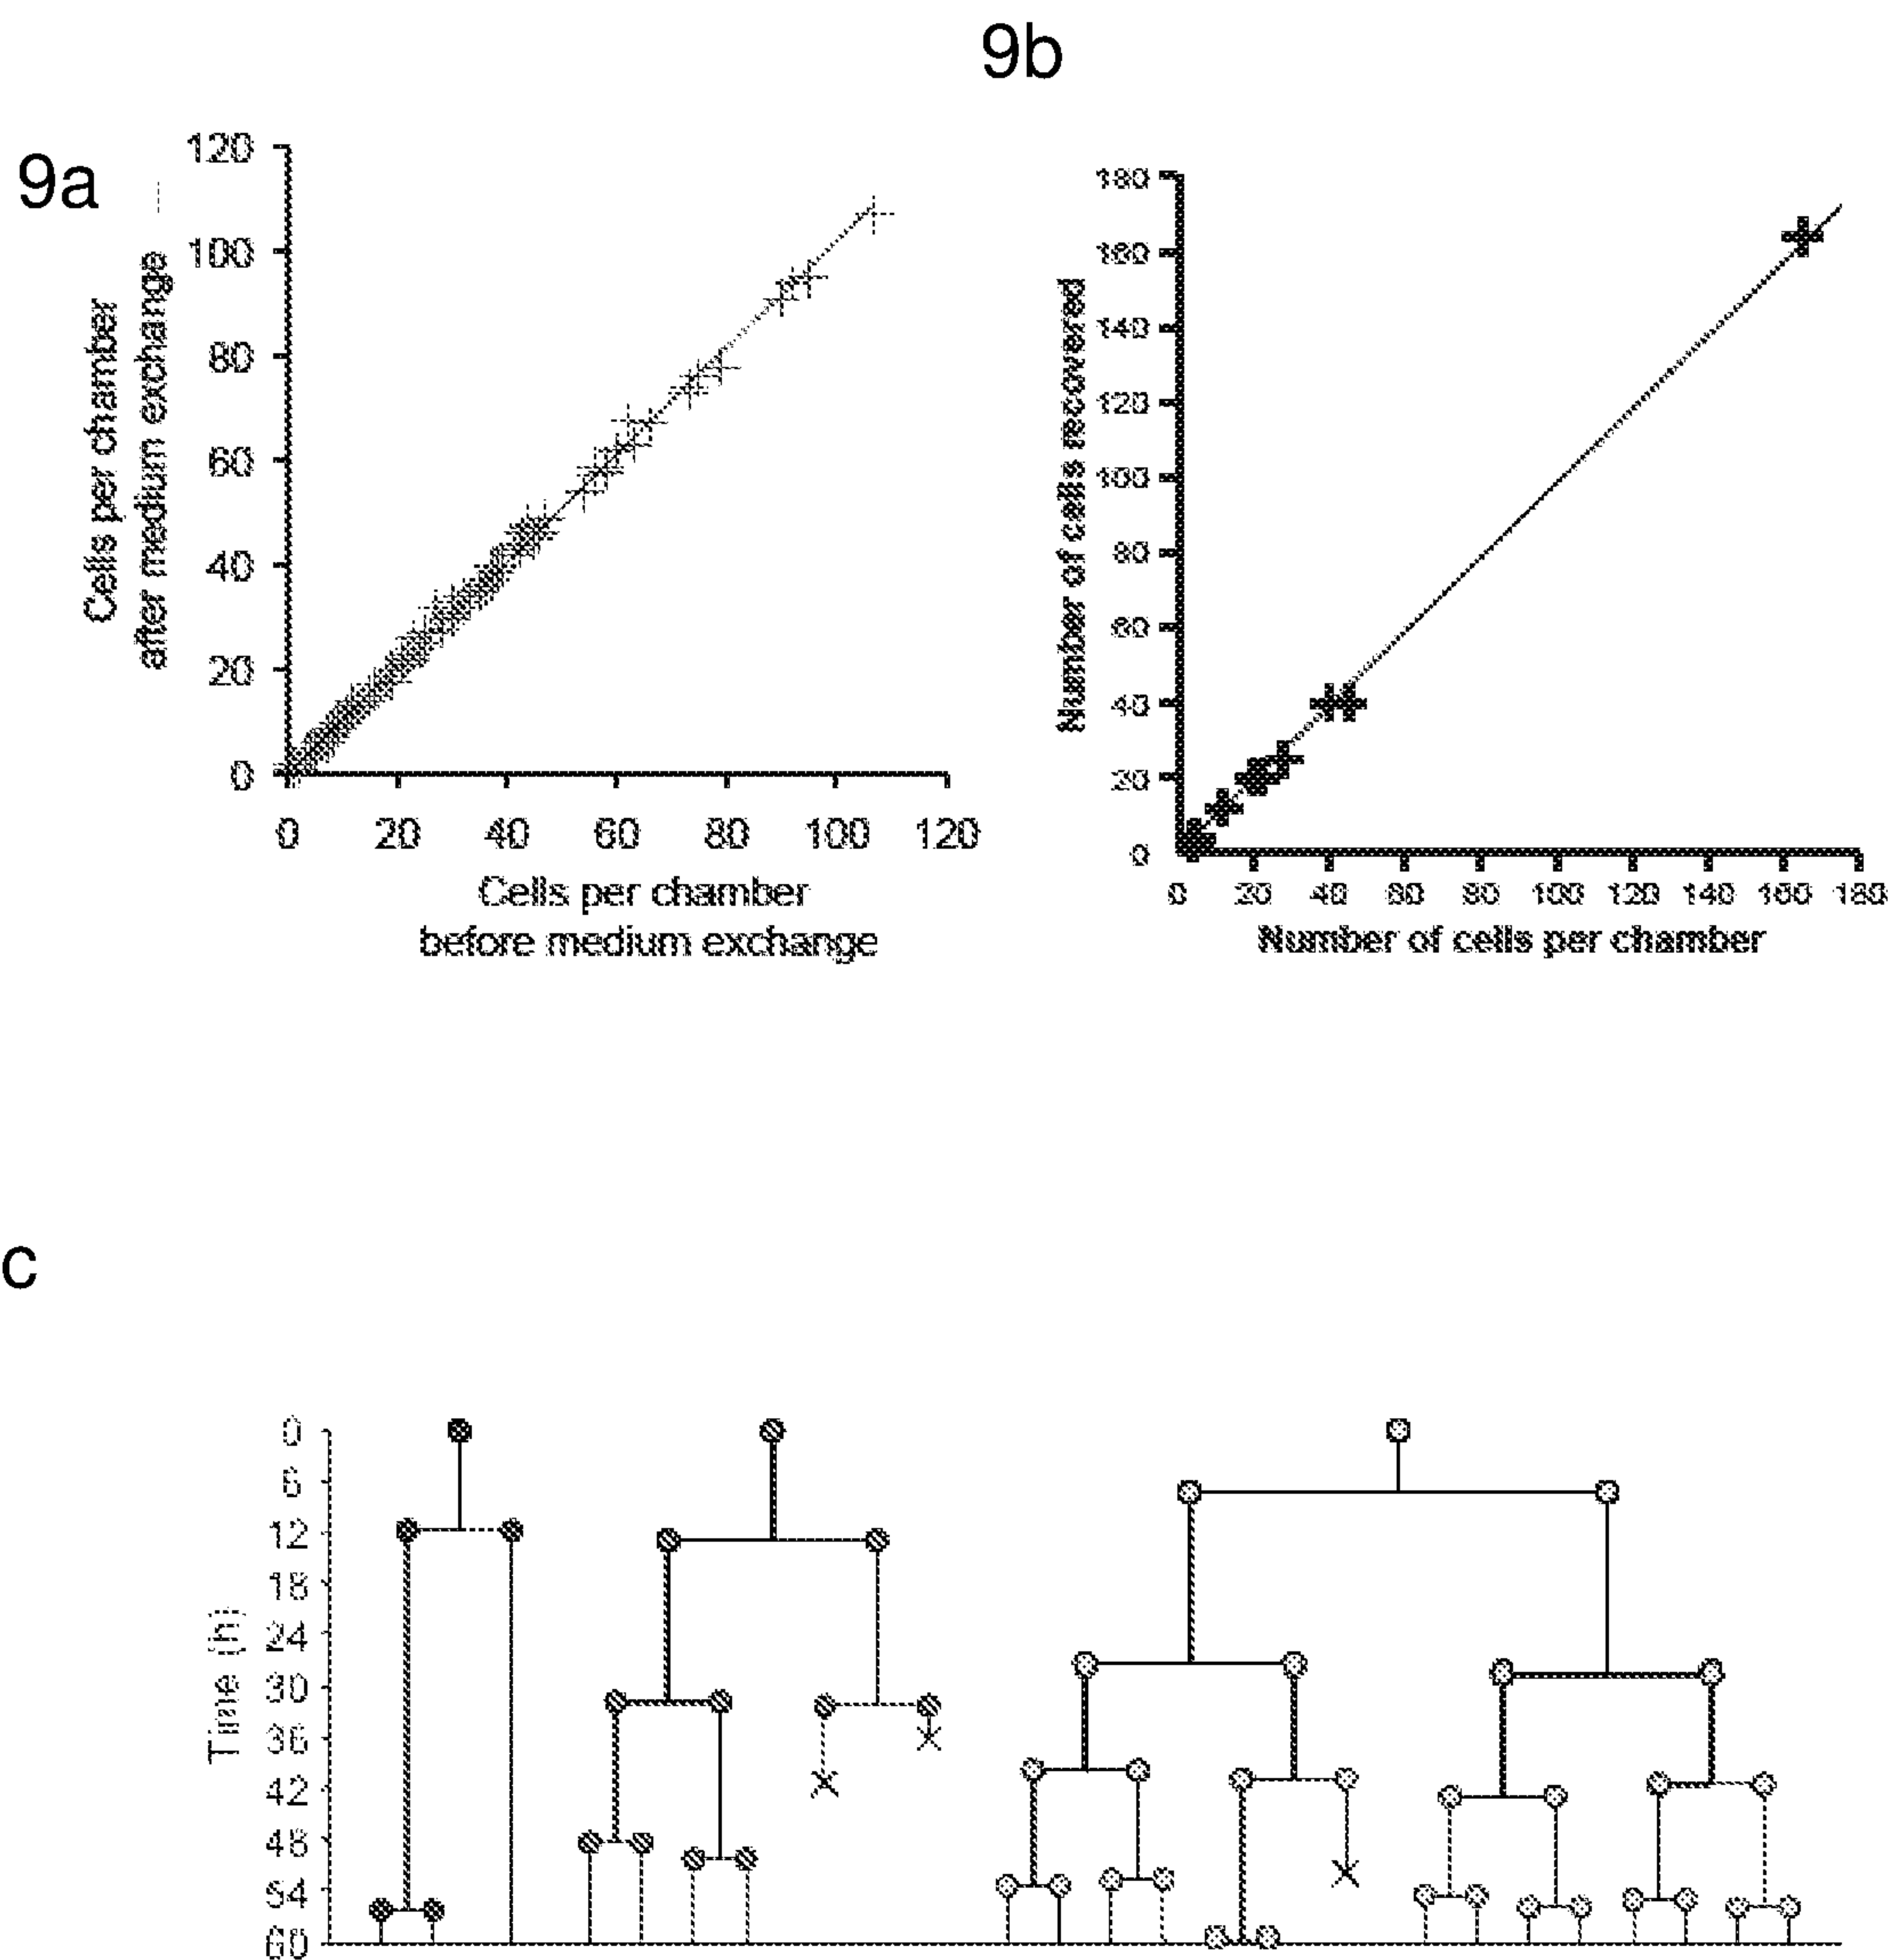 9b
9a
120
100
80
60
40
20
0
Cells per chamber
after medium exchange
0 20 40 60 80 100 120
Cells per chamber
before medium exchange
180
160
140
120
100
80
60
40
20
0
Number of cells recovered
0 20 40 60 80 100 120 140 160 180
Number of cells per chamber
c
Time (h)
0
6
12
18
24
30
36
42
48
54
60